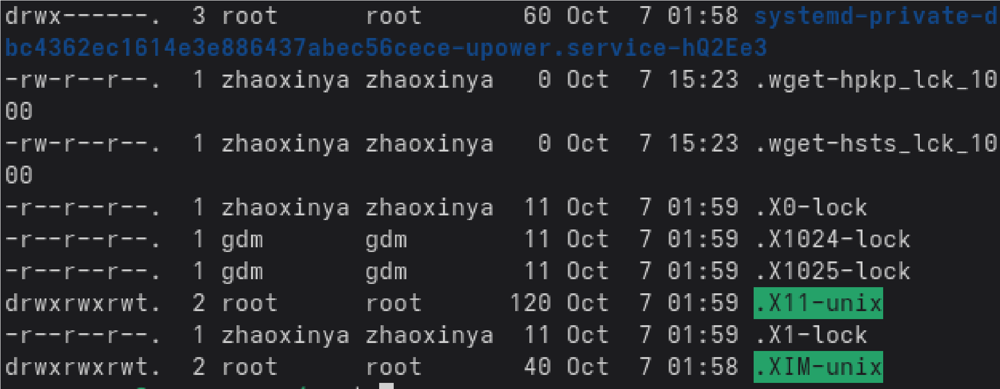 drwx------.  3 root      root       60 Oct  7 01:58 systemd-private-d
bc4362ec1614e3e886437abec56cece-upower.service-hQ2Ee3
-rw-r--r--.  1 zhaoxinya zhaoxinya   0 Oct  7 15:23 .wget-hpkp_lck_10
00
-rw-r--r--.  1 zhaoxinya zhaoxinya   0 Oct  7 15:23 .wget-hsts_lck_10
00
-r--r--r--.  1 zhaoxinya zhaoxinya  11 Oct  7 01:59 .X0-lock
-r--r--r--.  1 gdm       gdm        11 Oct  7 01:59 .X1024-lock
-r--r--r--.  1 gdm       gdm        11 Oct  7 01:59 .X1025-lock
drwxrwxrwt.  2 root      root      120 Oct  7 01:59 .X11-unix
-r--r--r--.  1 zhaoxinya zhaoxinya  11 Oct  7 01:59 .X1-lock
drwxrwxrwt.  2 root      root       40 Oct  7 01:58 .XIM-unix